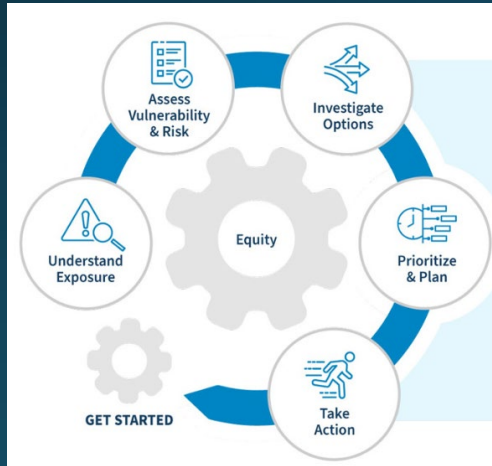 Assess
Vulnerability
& Risk
Investigate
Options
Understand
Exposure
Equity
Prioritize
& Plan
GET STARTED
Take
Action